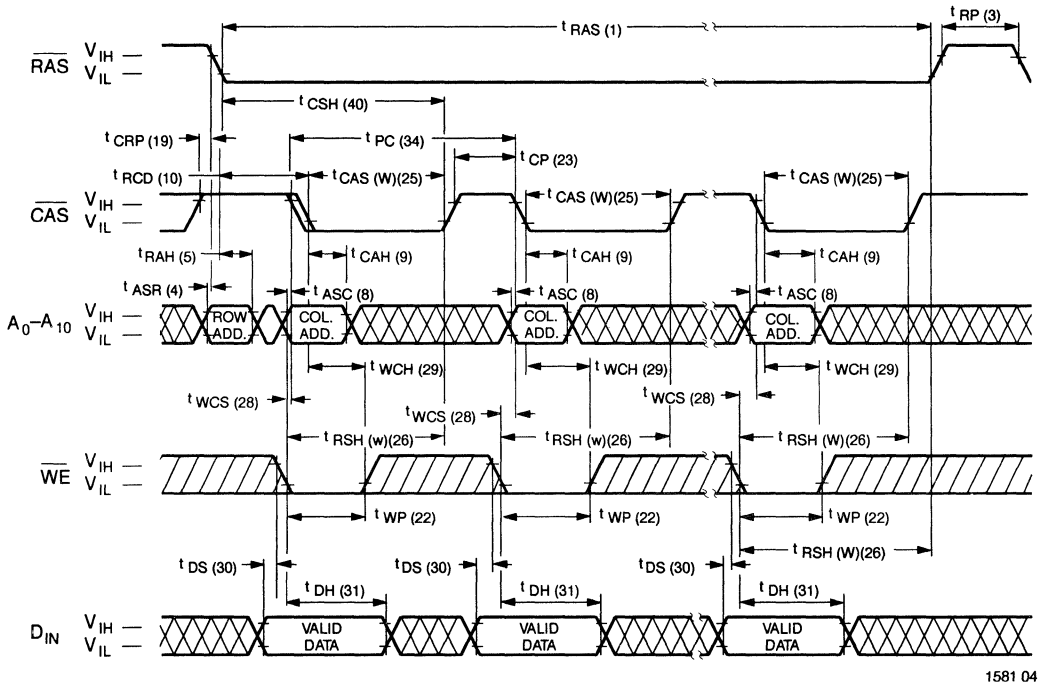 t RAS (1)
t RP (3)
RAS
V IH
V IL
t CSH (40)
t CRP (19)
t PC (34)
t CP (23)
t RCD (10)
t CAS (W)(25)
t CAS (W)(25)
t CAS (W)(25)
CAS
V IH
V IL
t RAH (5)
t CAH (9)
t CAH (9)
t CAH (9)
t ASR (4)
t ASC (8)
t ASC (8)
t ASC (8)
A0–A10
V IH
V IL
ROW ADD.
COL. ADD.
COL. ADD.
COL. ADD.
t WCH (29)
t WCH (29)
t WCH (29)
t WCS (28)
t WCS (28)
t WCS (28)
t RSH (w)(26)
t RSH (w)(26)
t RSH (W)(26)
WE
V IH
V IL
t WP (22)
t WP (22)
t WP (22)
t RSH (W)(26)
t DS (30)
t DS (30)
t DS (30)
t DH (31)
t DH (31)
t DH (31)
DIN
V IH
V IL
VALID DATA
VALID DATA
VALID DATA
1581 04